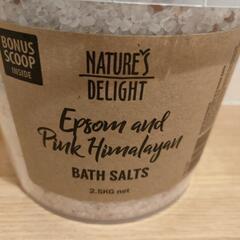 BONUS
SCOOP
INSIDE
NATURE'S
DELIGHT
Epsom and
Pink Himalayan
BATH SALTS
2.5KG net